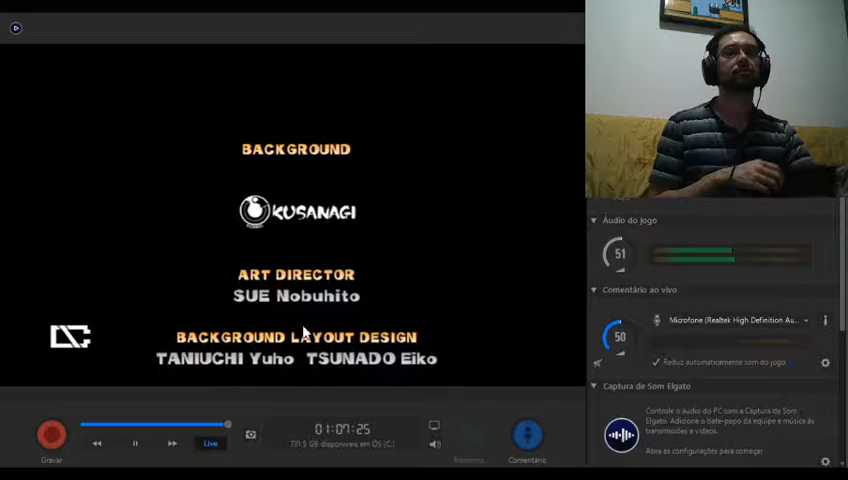 BACKGROUND
KUSANAGI
ART DIRECTOR
SUE Nobuhito
BACKGROUND LAYOUT DESIGN
TANIUCHI Yuho TSUNADO Eiko
Áudio do jogo
51
Comentário ao vivo
Microfone (Realtek High Definition Au...
50
Reduz automaticamente som do jogo
Captura de Som Elgato
Controle o áudio do PC com a Captura de Som
Elgato. Adicione o bate-papo da equipe e música às
transmissões e vídeos.
Abra as configurações para começar.
Live
01:07:25
731.5 GB disponíveis em OS (C:)
Gravar
Comentário